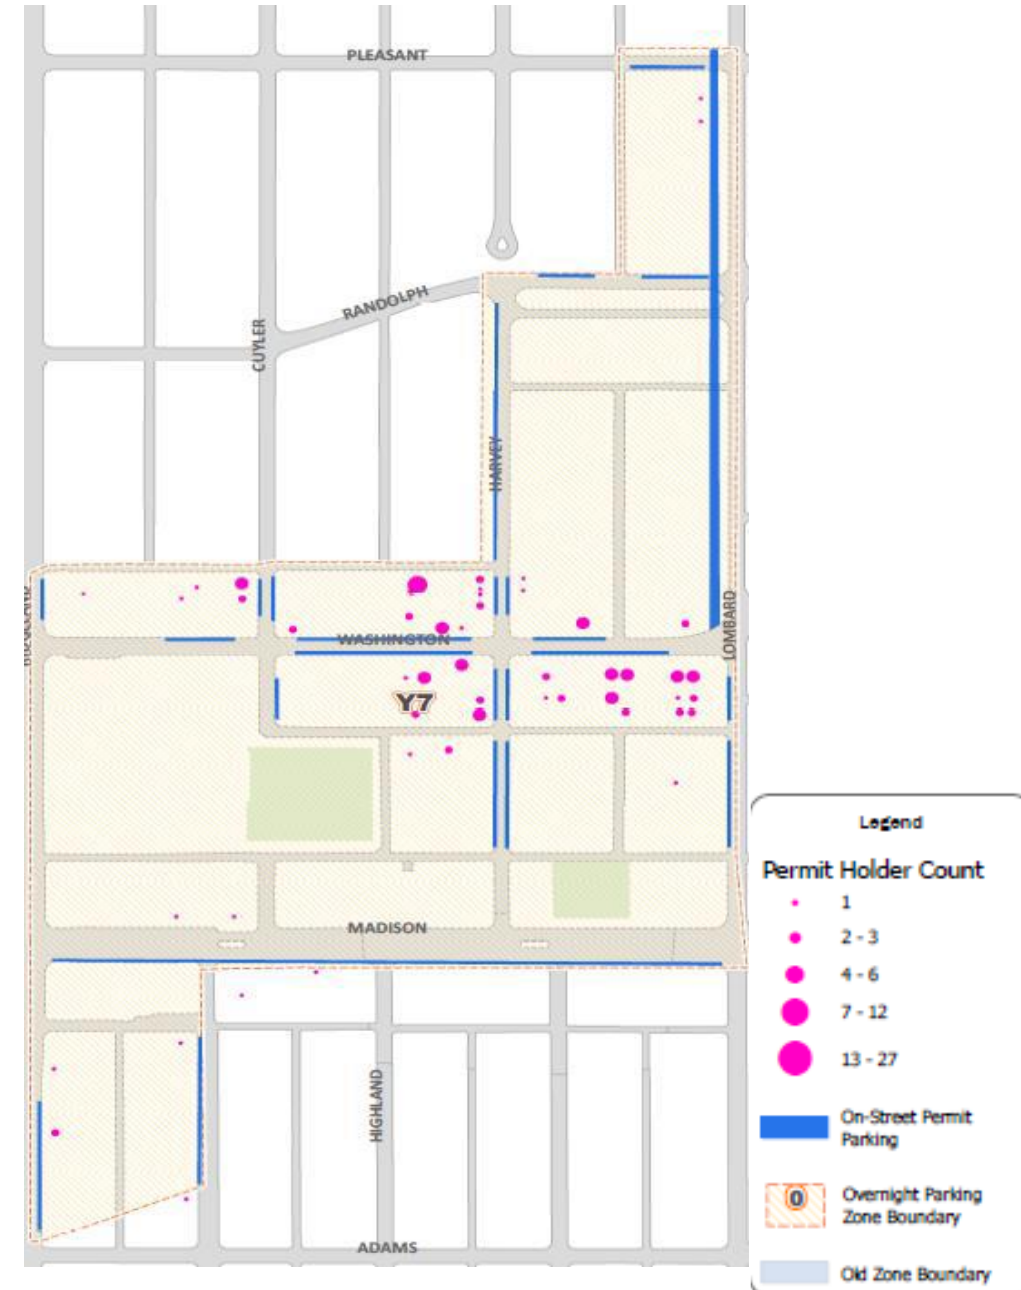 PLEASANT
RANDOLPH
CUYLER
HARVEY
LOMBARD
WASHINGTON
Y7
MADISON
HIGHLAND
ADAMS
Legend
Permit Holder Count
1
2 - 3
4 - 6
7 - 12
13 - 27
On-Street Permit
Parking
0
Overnight Parking
Zone Boundary
Old Zone Boundary